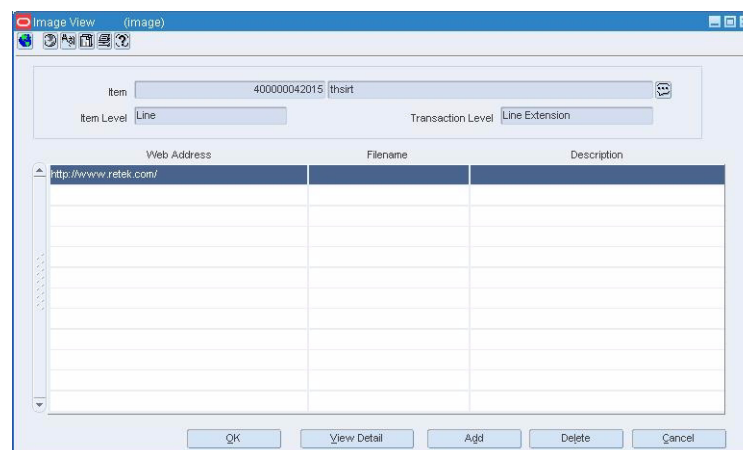 Image View (image)
Item 400000042015 thsirt
Item Level Line Transaction Level Line Extension
Web Address Filename Description
http://www.retek.com/
OK View Detail Add Delete Cancel